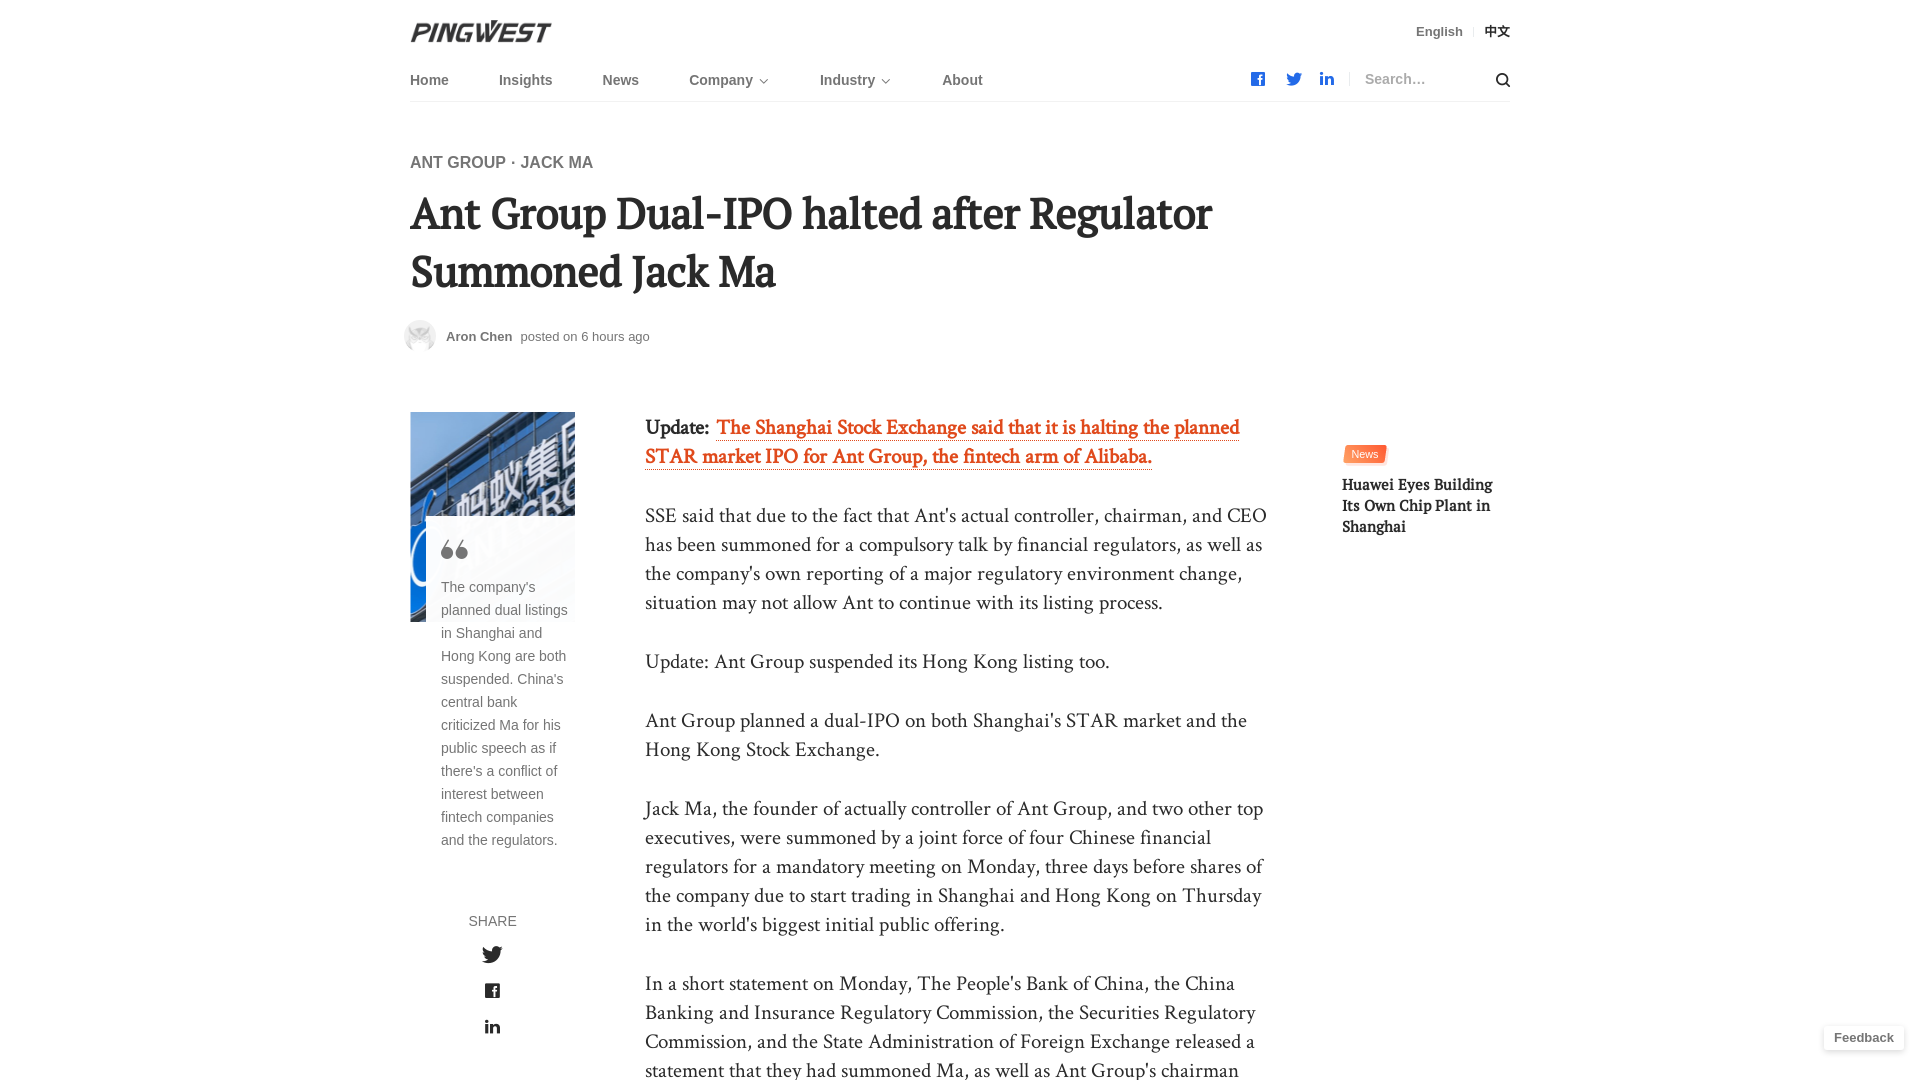 PINGWEST
English
中文
Home
Insights
News
Company
Industry
About
Search...
ANT GROUP · JACK MA
Ant Group Dual-IPO halted after Regulator
Summoned Jack Ma
Aron Chen posted on 6 hours ago
The company's
planned dual listings
in Shanghai and
Hong Kong are both
suspended. China's
central bank
criticized Ma for his
public speech as if
there's a conflict of
interest between
fintech companies
and the regulators.
SHARE
Update: The Shanghai Stock Exchange said that it is halting the planned
STAR market IPO for Ant Group, the fintech arm of Alibaba.
SSE said that due to the fact that Ant's actual controller, chairman, and CEO
has been summoned for a compulsory talk by financial regulators, as well as
the company's own reporting of a major regulatory environment change,
situation may not allow Ant to continue with its listing process.
Update: Ant Group suspended its Hong Kong listing too.
Ant Group planned a dual-IPO on both Shanghai's STAR market and the
Hong Kong Stock Exchange.
Jack Ma, the founder of actually controller of Ant Group, and two other top
executives, were summoned by a joint force of four Chinese financial
regulators for a mandatory meeting on Monday, three days before shares of
the company due to start trading in Shanghai and Hong Kong on Thursday
in the world's biggest initial public offering.
In a short statement on Monday, The People's Bank of China, the China
Banking and Insurance Regulatory Commission, the Securities Regulatory
Commission, and the State Administration of Foreign Exchange released a
statement that they had summoned Ma, as well as Ant Group's chairman
News
Huawei Eyes Building
Its Own Chip Plant in
Shanghai
Feedback
蚂蚁集团